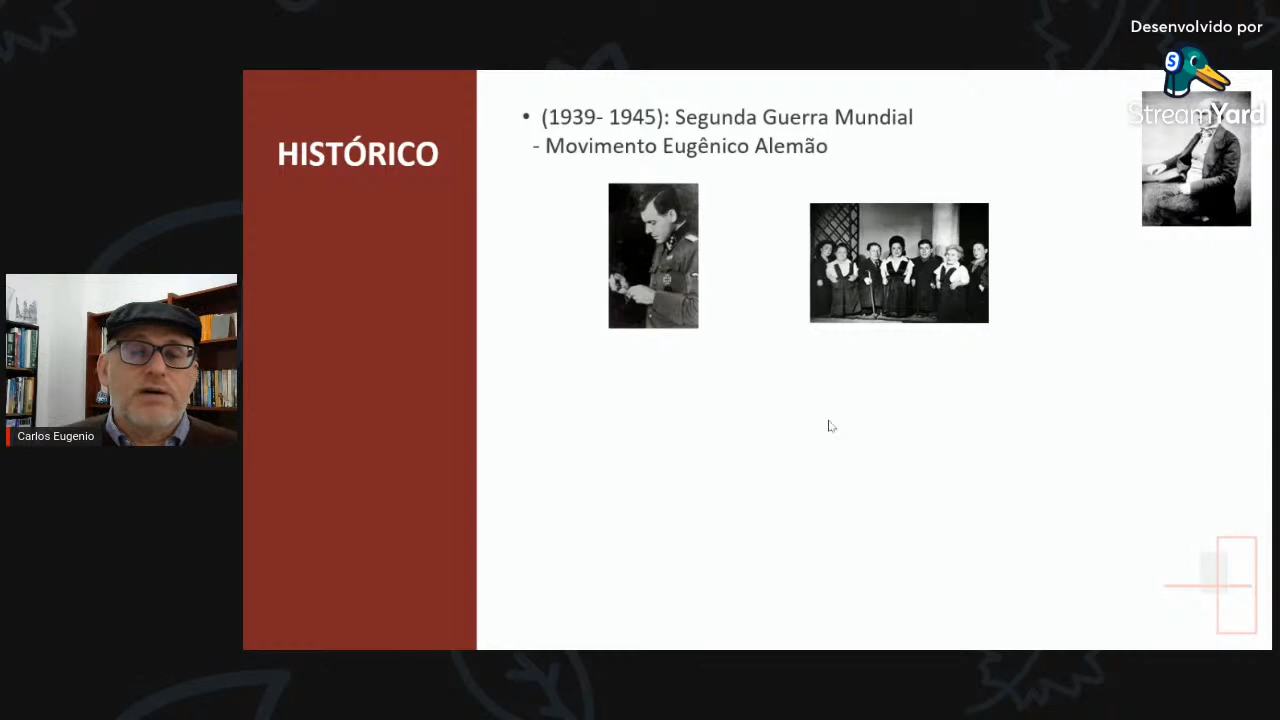 Desenvolvido por
StreamYard
HISTÓRICO
• (1939- 1945): Segunda Guerra Mundial
- Movimento Eugênico Alemão
Carlos Eugenio